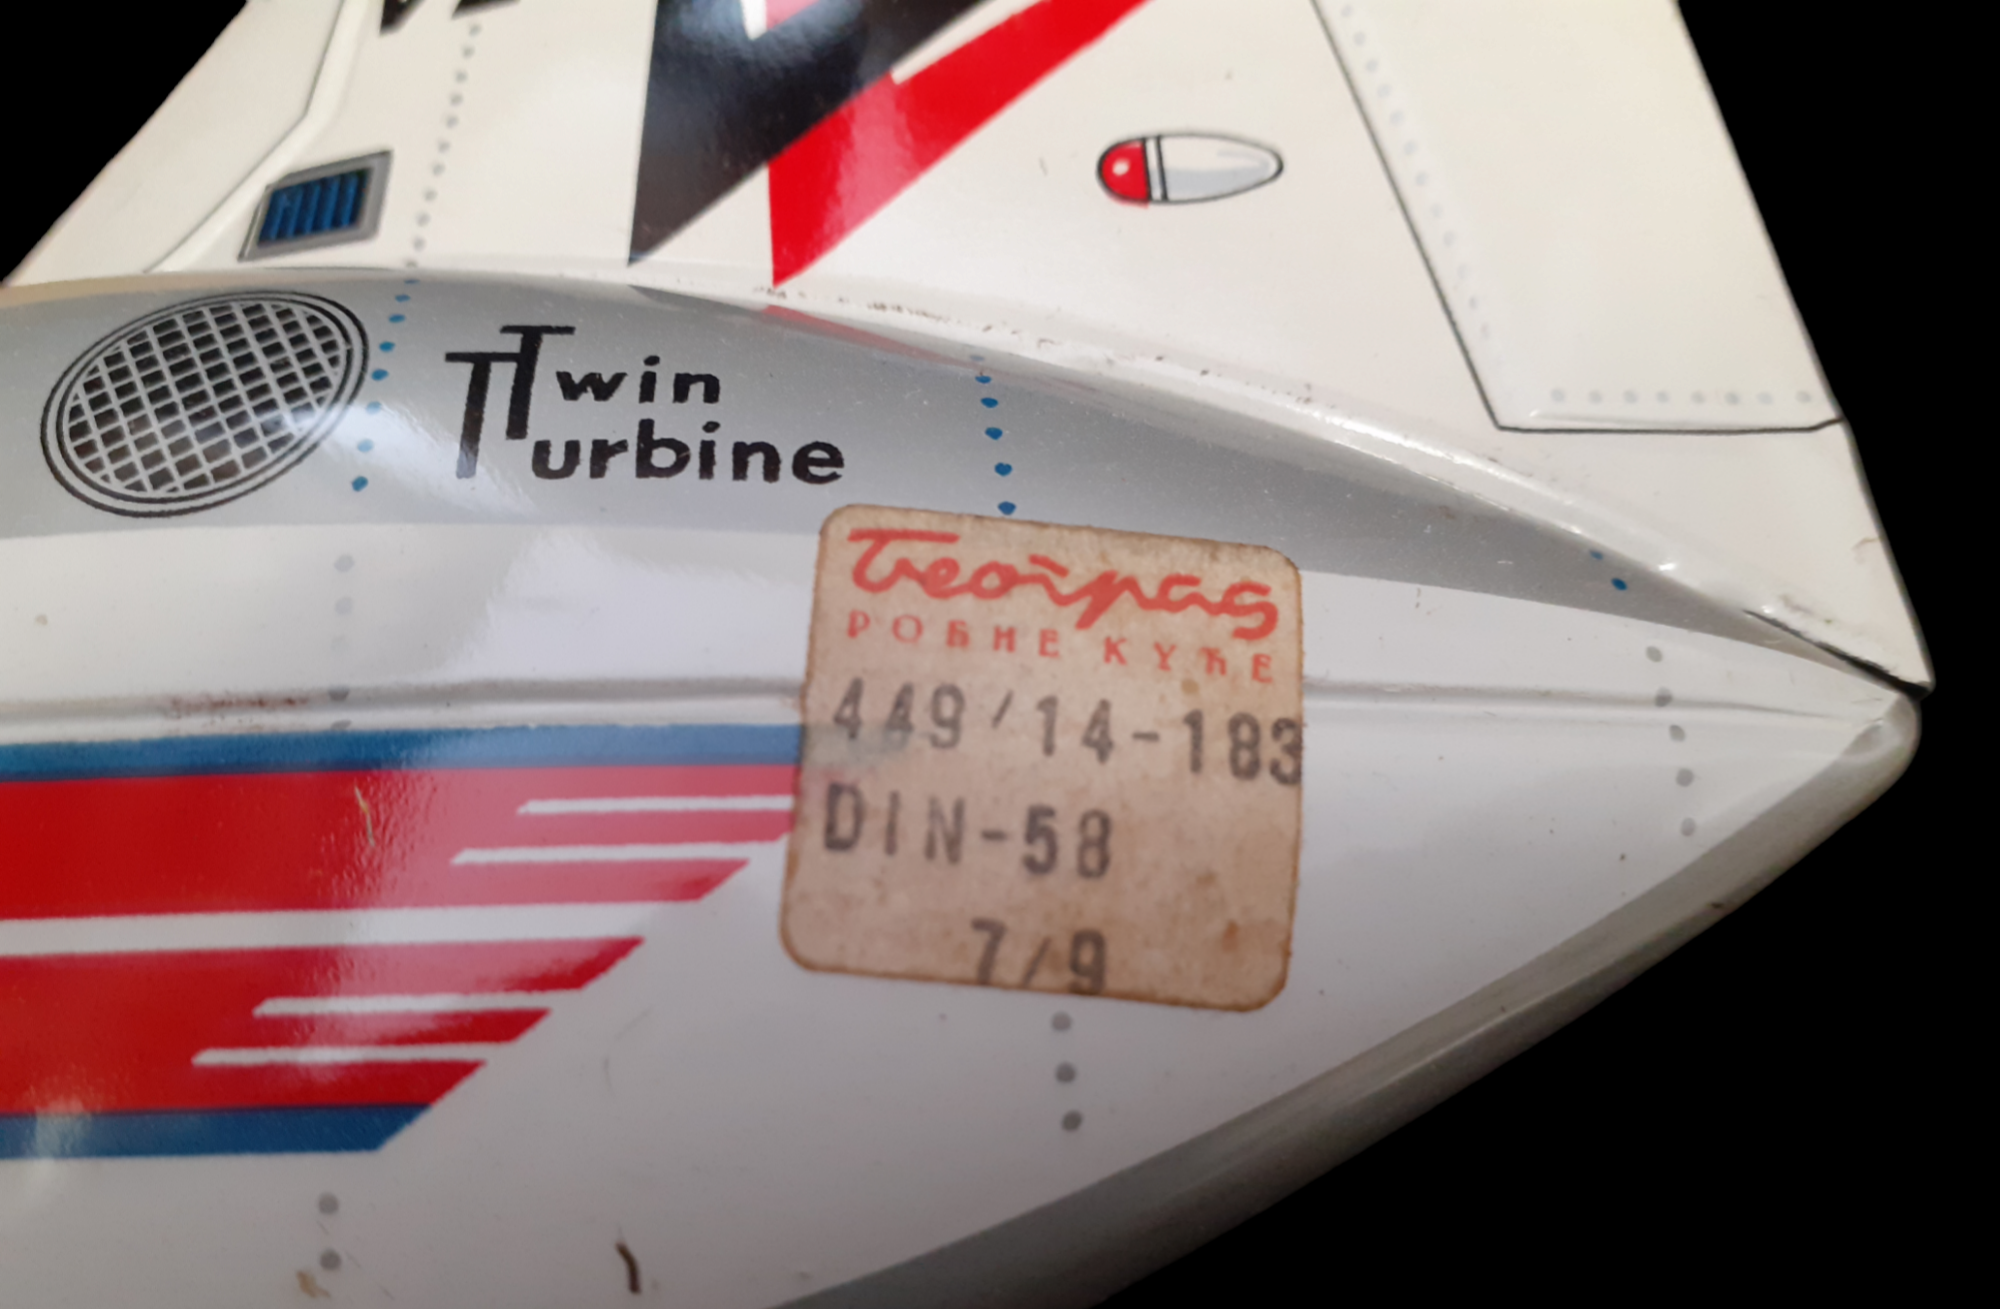 Twin
Turbine
Београд
РОБНЕ КУЋЕ
449/14-183
DIN-58
7/9